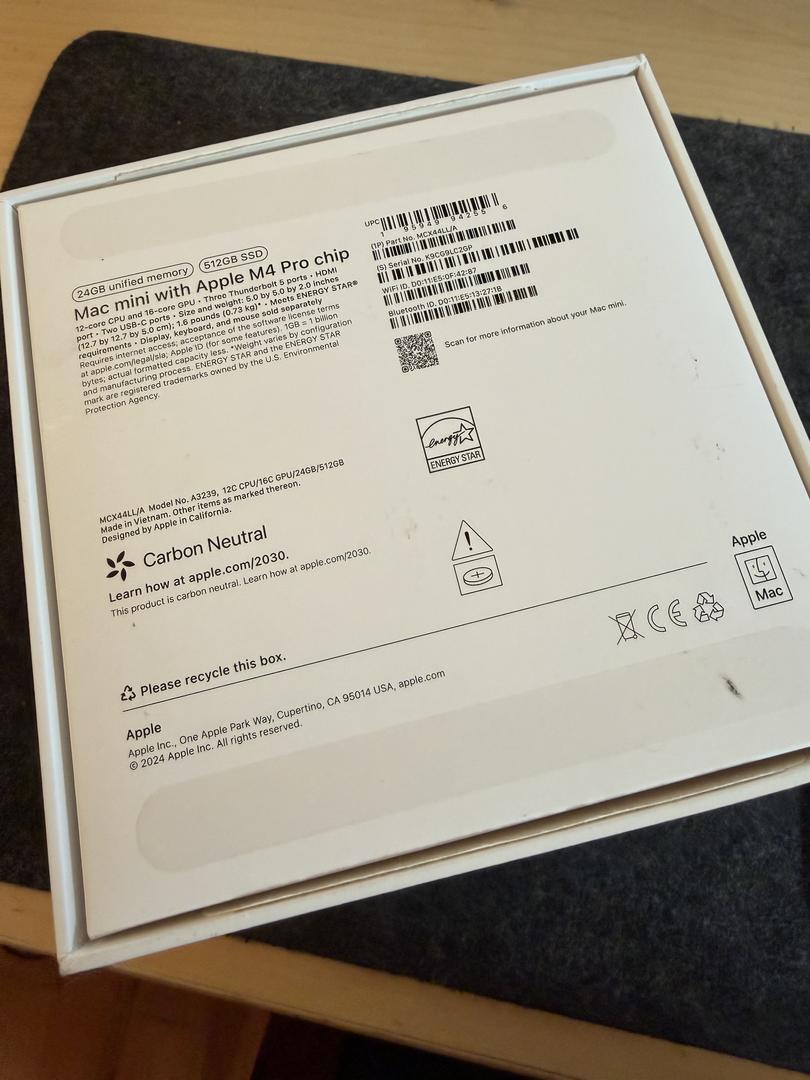 24GB unified memory
512GB SSD
Mac mini with Apple M4 Pro chip
12-core CPU and 16-core GPU • Three Thunderbolt 5 ports • HDMI
port • Two USB-C ports • Size and weight: 5.0 by 5.0 by 2.0 inches
(12.7 by 12.7 by 5.0 cm); 1.6 pounds (0.73 kg)* • Meets ENERGY STAR®
requirements • Display, keyboard, and mouse sold separately
Requires internet access; acceptance of the software license terms
at apple.com/legal/sla; Apple ID (for some features). 1GB = 1 billion
bytes; actual formatted capacity less. *Weight varies by configuration
and manufacturing process. ENERGY STAR and the ENERGY STAR
mark are registered trademarks owned by the U.S. Environmental
Protection Agency.
UPC
1 95949 94255 6
(1P) Part No. MCX44LL/A
(S) Serial No. K9CG9LC2GP
WiFi ID. D0:11:E5:0F:42:87
Bluetooth ID. D0:11:E5:13:27:1B
Scan for more information about your Mac mini.
energy
ENERGY STAR
MCX44LL/A Model No. A3239, 12C CPU/16C GPU/24GB/512GB
Made in Vietnam. Other items as marked thereon.
Designed by Apple in California.
Carbon Neutral
Learn how at apple.com/2030.
This product is carbon neutral. Learn how at apple.com/2030.
Apple
Mac
CE
Please recycle this box.
Apple
Apple Inc., One Apple Park Way, Cupertino, CA 95014 USA, apple.com
© 2024 Apple Inc. All rights reserved.